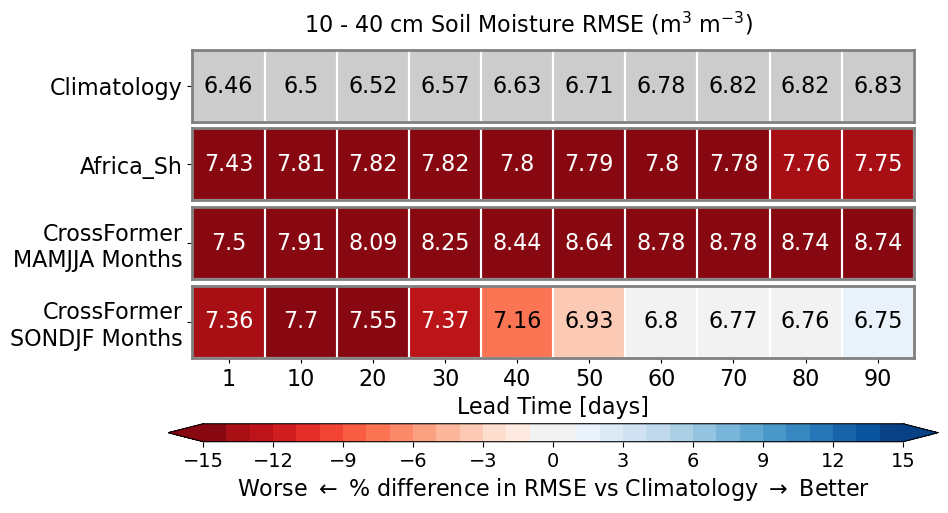 10 - 40 cm Soil Moisture RMSE (m³ m⁻³)
Climatology 6.46 6.5 6.52 6.57 6.63 6.71 6.78 6.82 6.82 6.83
Africa_Sh 7.43 7.81 7.82 7.82 7.8 7.79 7.8 7.78 7.76 7.75
CrossFormer
MAMJJA Months 7.5 7.91 8.09 8.25 8.44 8.64 8.78 8.78 8.74 8.74
CrossFormer
SONDJF Months 7.36 7.7 7.55 7.37 7.16 6.93 6.8 6.77 6.76 6.75
1 10 20 30 40 50 60 70 80 90
Lead Time [days]
−15 −12 −9 −6 −3 0 3 6 9 12 15
Worse ← % difference in RMSE vs Climatology → Better